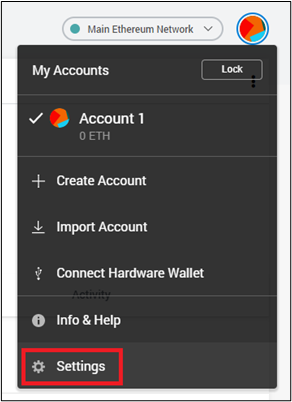 Main Ethereum Network
My Accounts
Lock
Account 1
0 ETH
Create Account
Import Account
Connect Hardware Wallet
Activity
Info & Help
Settings